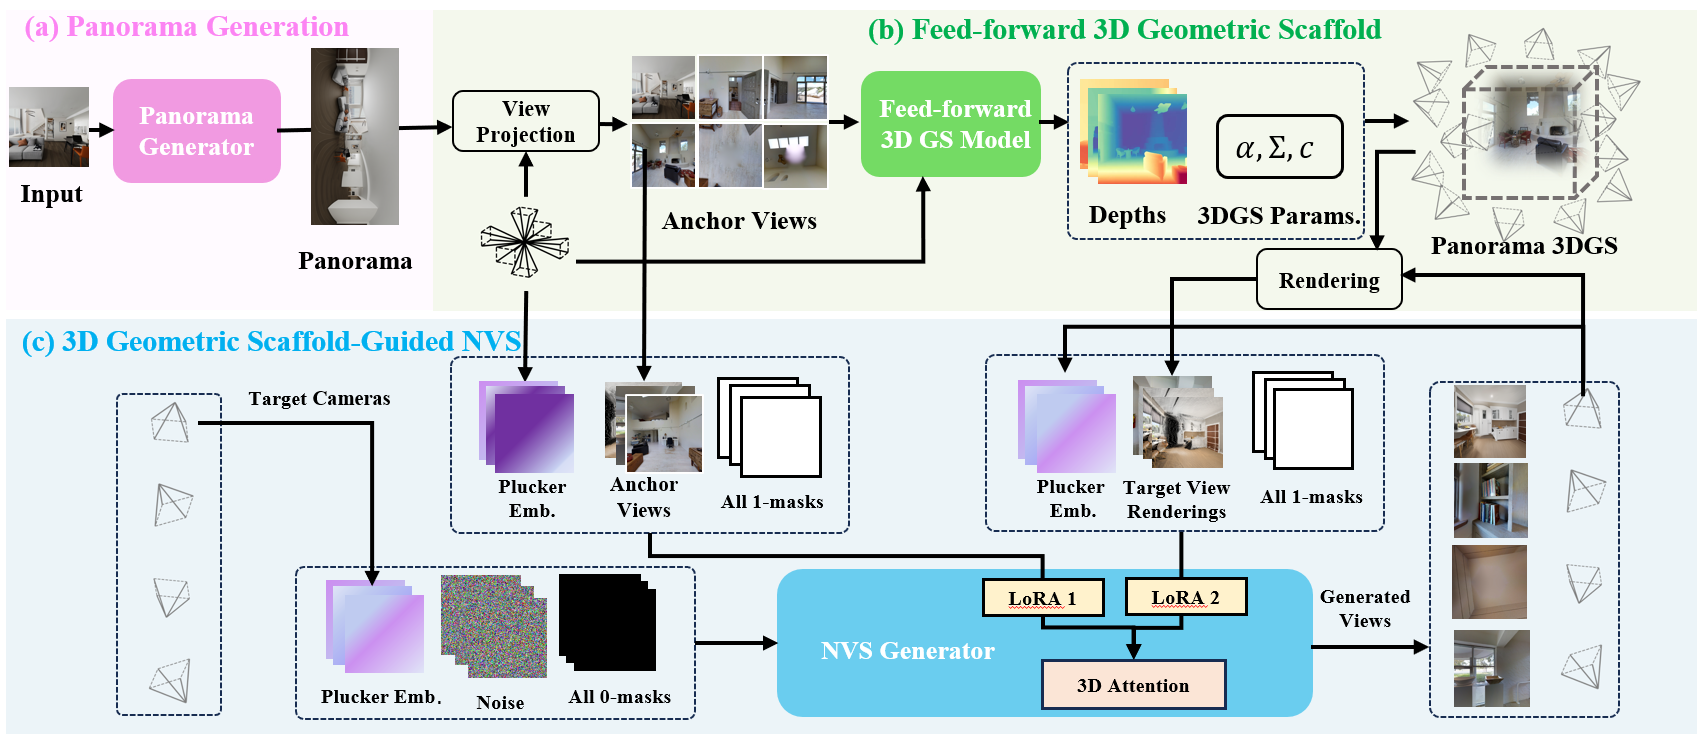 (a) Panorama Generation
Input
Panorama
Generator
Panorama
(b) Feed-forward 3D Geometric Scaffold
View
Projection
Anchor Views
Feed-forward
3D GS Model
Depths
α, Σ, c
3DGS Params.
Panorama 3DGS
Rendering
(c) 3D Geometric Scaffold-Guided NVS
Target Cameras
Plucker
Emb.
Anchor
Views
All 1-masks
Plucker
Emb.
Target View
Renderings
All 1-masks
Plucker Emb.
Noise
All 0-masks
NVS Generator
LoRA 1
LoRA 2
3D Attention
Generated
Views